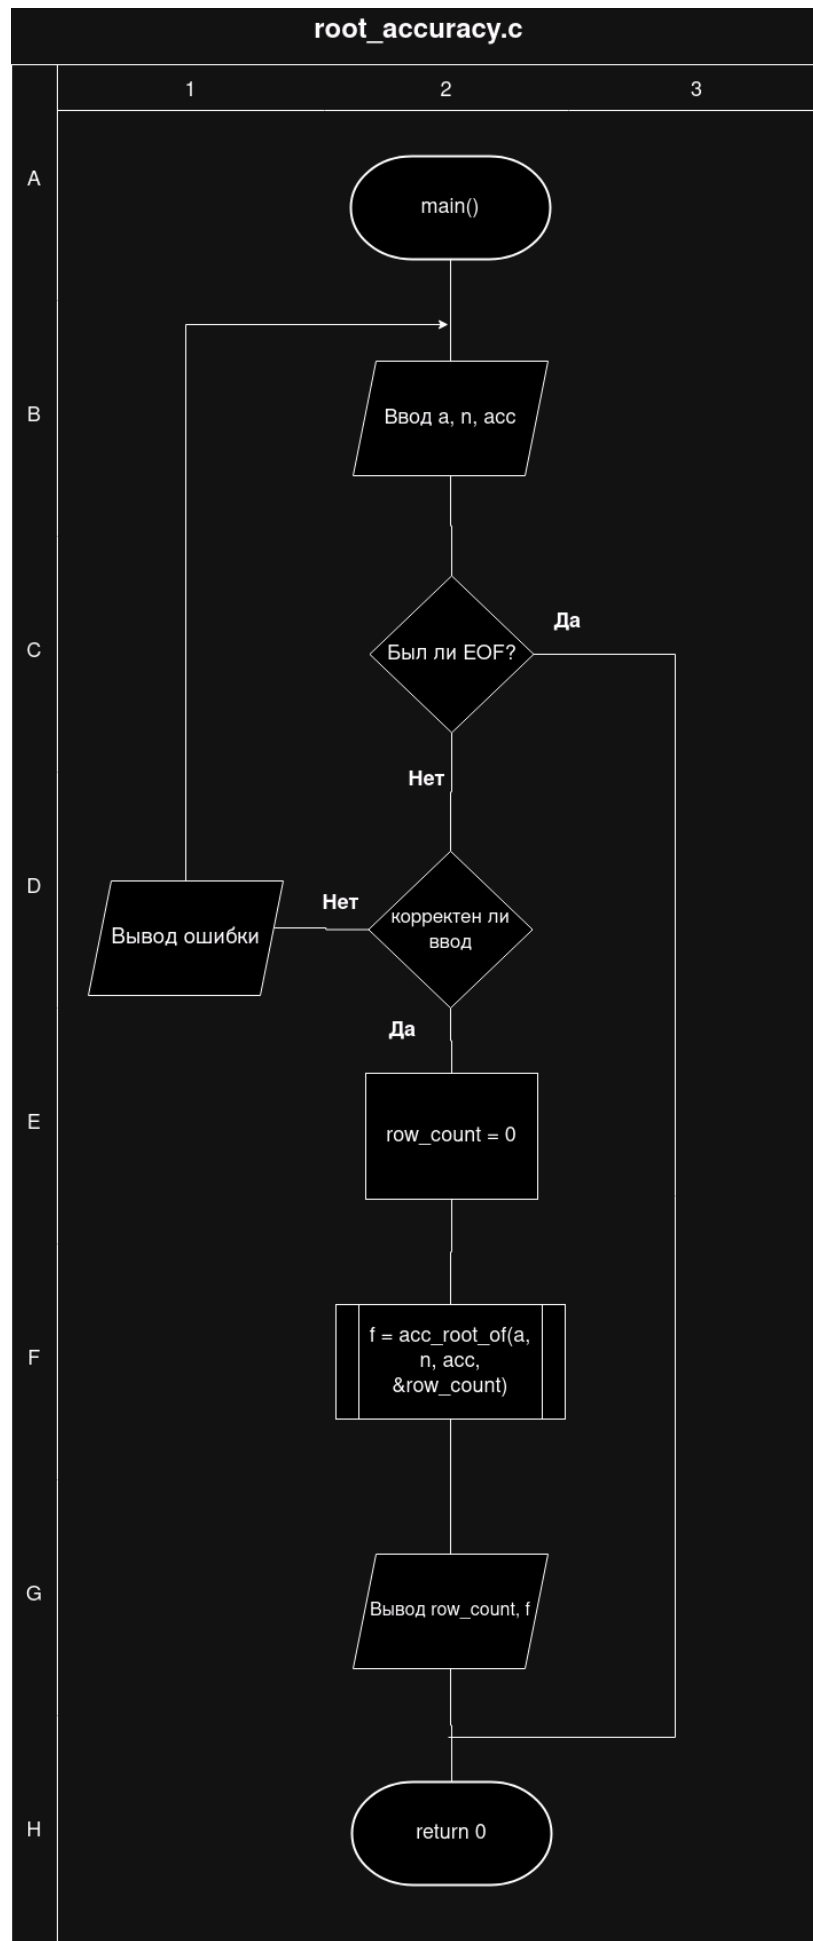 root_accuracy.c
1 2 3
A
main()
B
Ввод a, n, acc
C
Был ли EOF?
Да
Нет
D
Вывод ошибки
Нет
корректен ли
ввод
Да
E
row_count = 0
F
f = acc_root_of(a,
n, acc,
&row_count)
G
Вывод row_count, f
H
return 0